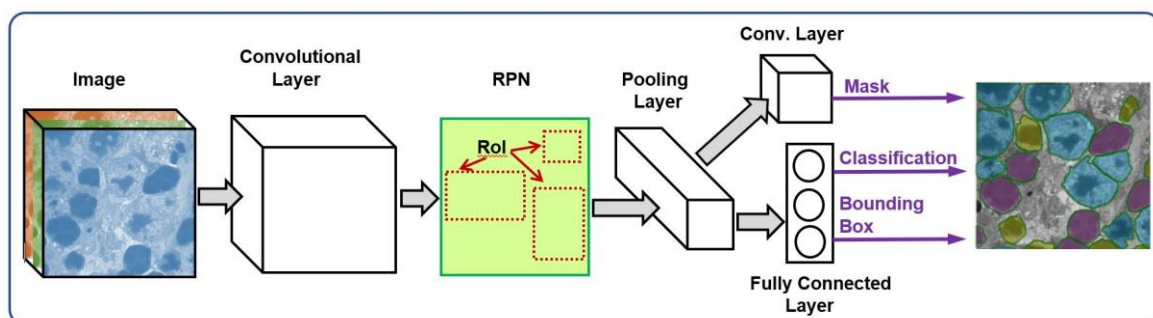 Image
Convolutional
Layer
RPN
RoI
Pooling
Layer
Conv. Layer
Mask
Classification
Bounding
Box
Fully Connected
Layer